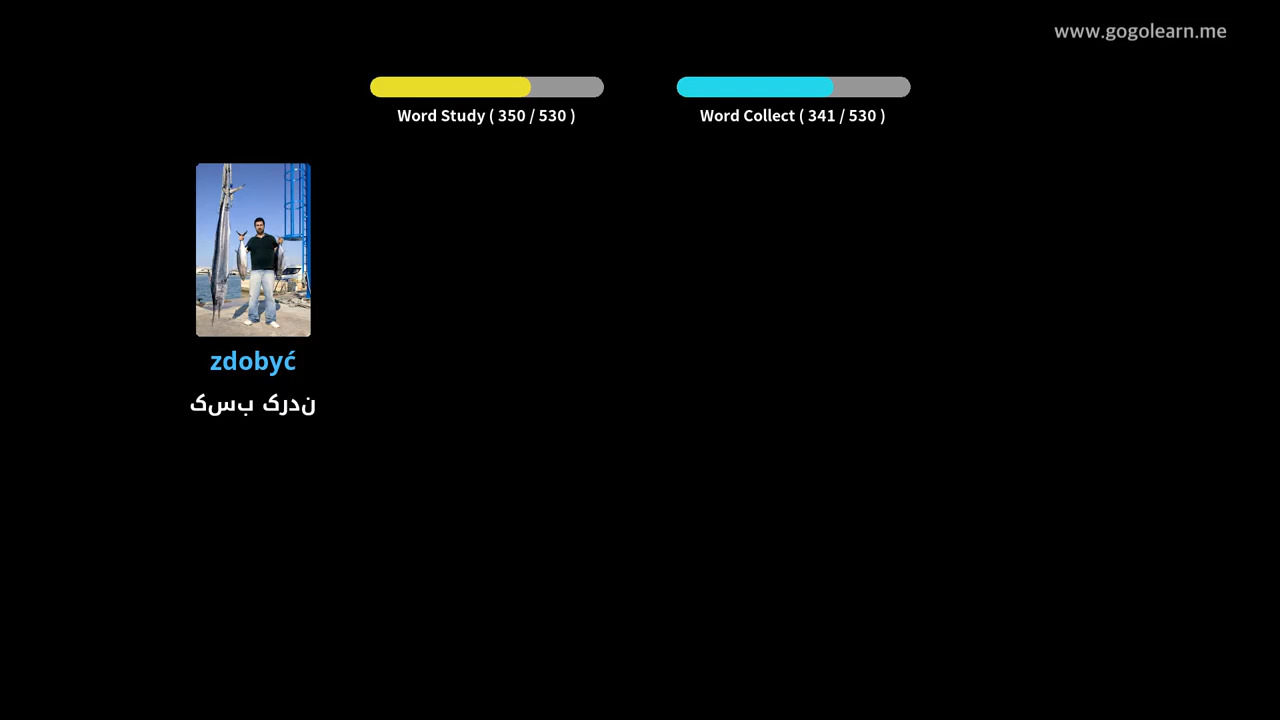 www.gogolearn.me
Word Study ( 350 / 530 )
Word Collect ( 341 / 530 )
zdobyć
کسب کردن